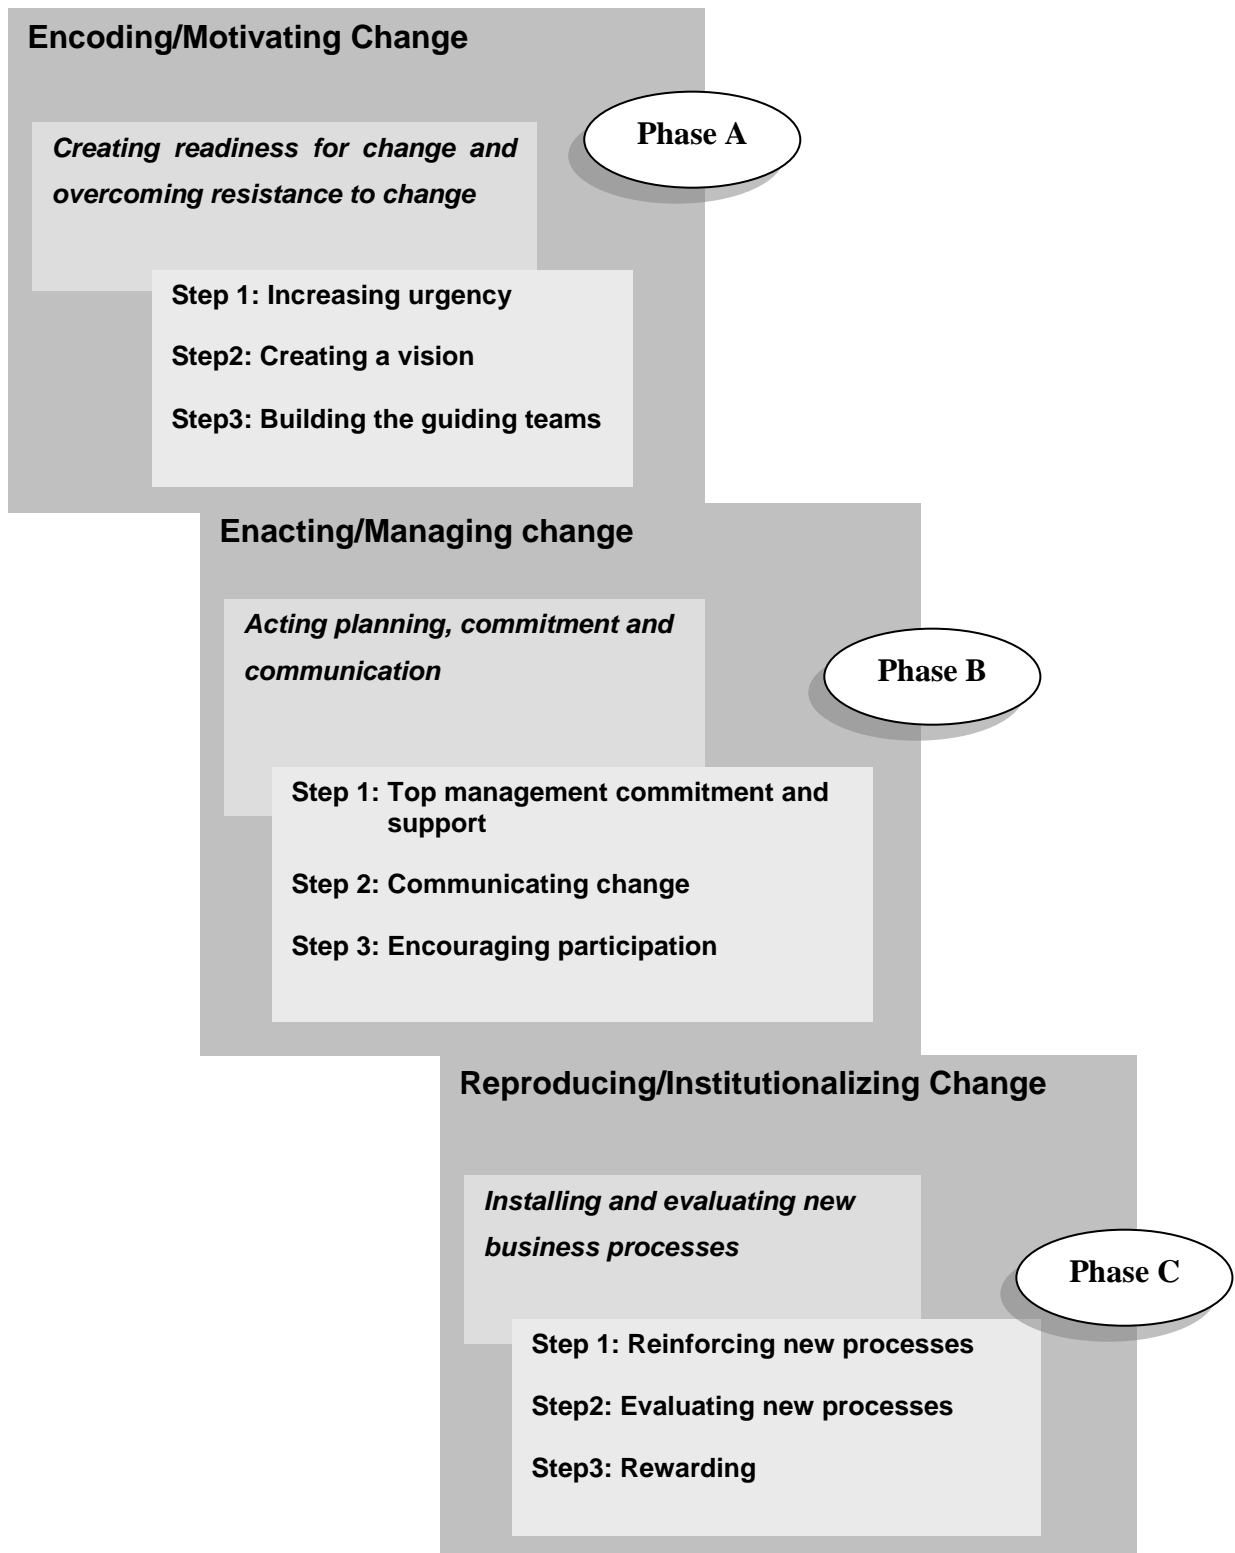 Encoding/Motivating Change
Phase A
Creating readiness for change and
overcoming resistance to change
Step 1: Increasing urgency
Step2: Creating a vision
Step3: Building the guiding teams
Enacting/Managing change
Acting planning, commitment and
communication
Phase B
Step 1: Top management commitment and
support
Step 2: Communicating change
Step 3: Encouraging participation
Reproducing/Institutionalizing Change
Installing and evaluating new
business processes
Phase C
Step 1: Reinforcing new processes
Step2: Evaluating new processes
Step3: Rewarding